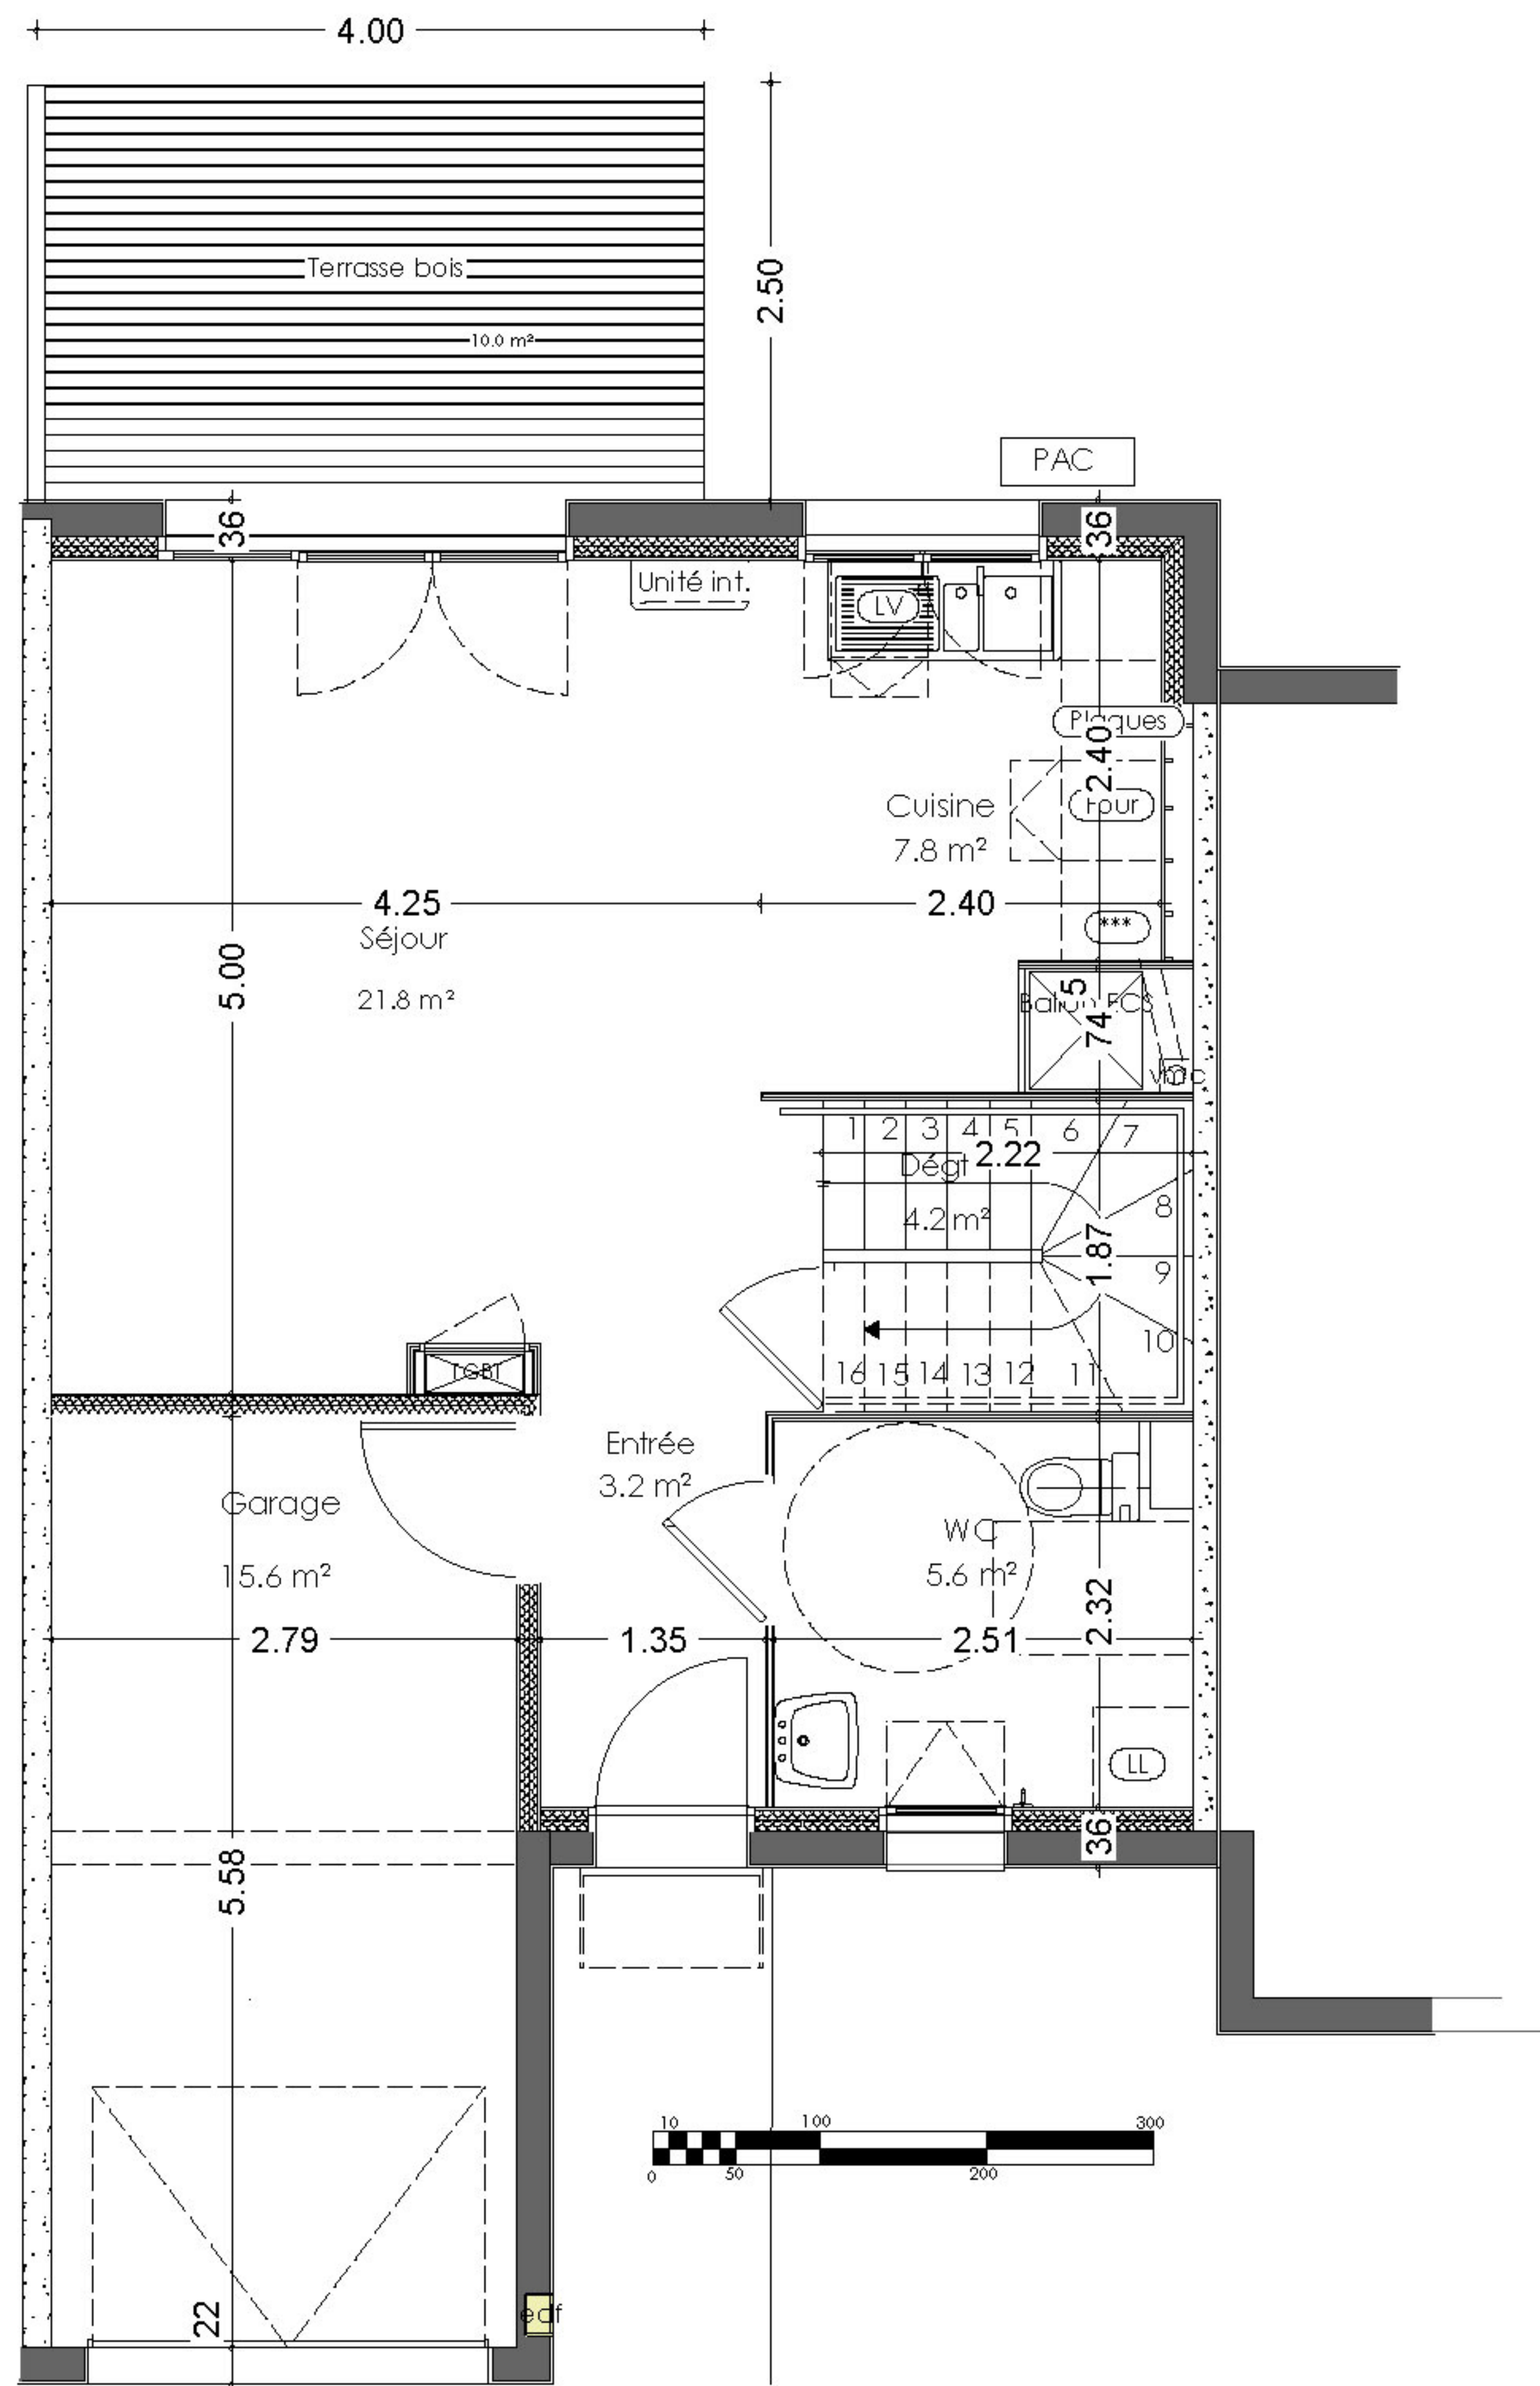 4.00
Terrasse bois
2.50
10.0 m²
PAC
36
36
Unité int.
LV
Plaques
2.40
Cuisine
Four
7.8 m²
4.25
2.40
***
Séjour
5.00
21.8 m²
Ballon ECS
74
5
vmc
1 2 3 4 5 6 7
2.22
Dégt
8
4.2 m²
1.87
9
10
16 15 14 13 12 11
TGBT
Entrée
3.2 m²
Garage
WC
15.6 m²
5.6 m²
2.32
2.79
1.35
2.51
LL
36
5.58
10 100 300
0 50 200
22
edf